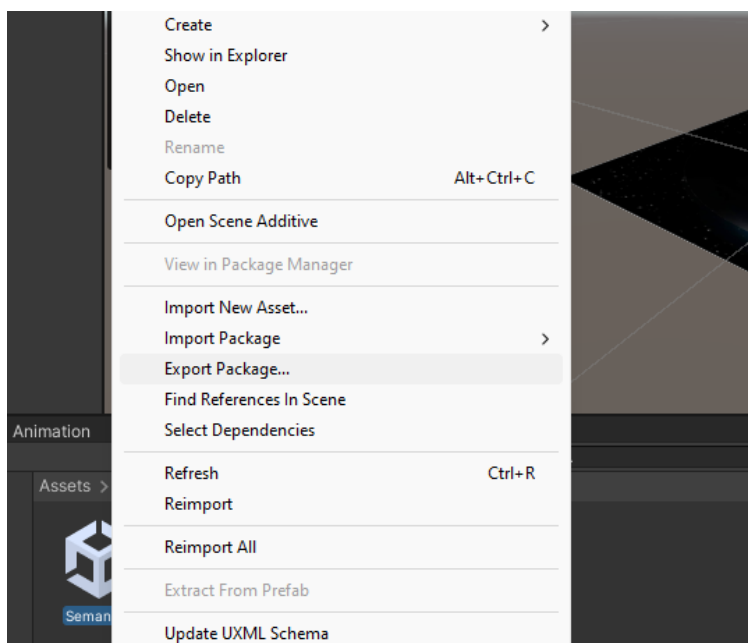 Create
Show in Explorer
Open
Delete
Rename
Copy Path Alt+Ctrl+C
Open Scene Additive
View in Package Manager
Import New Asset...
Import Package
Export Package...
Find References In Scene
Select Dependencies
Animation
Refresh Ctrl+R
Assets >
Reimport
Reimport All
Extract From Prefab
Seman
Update UXML Schema